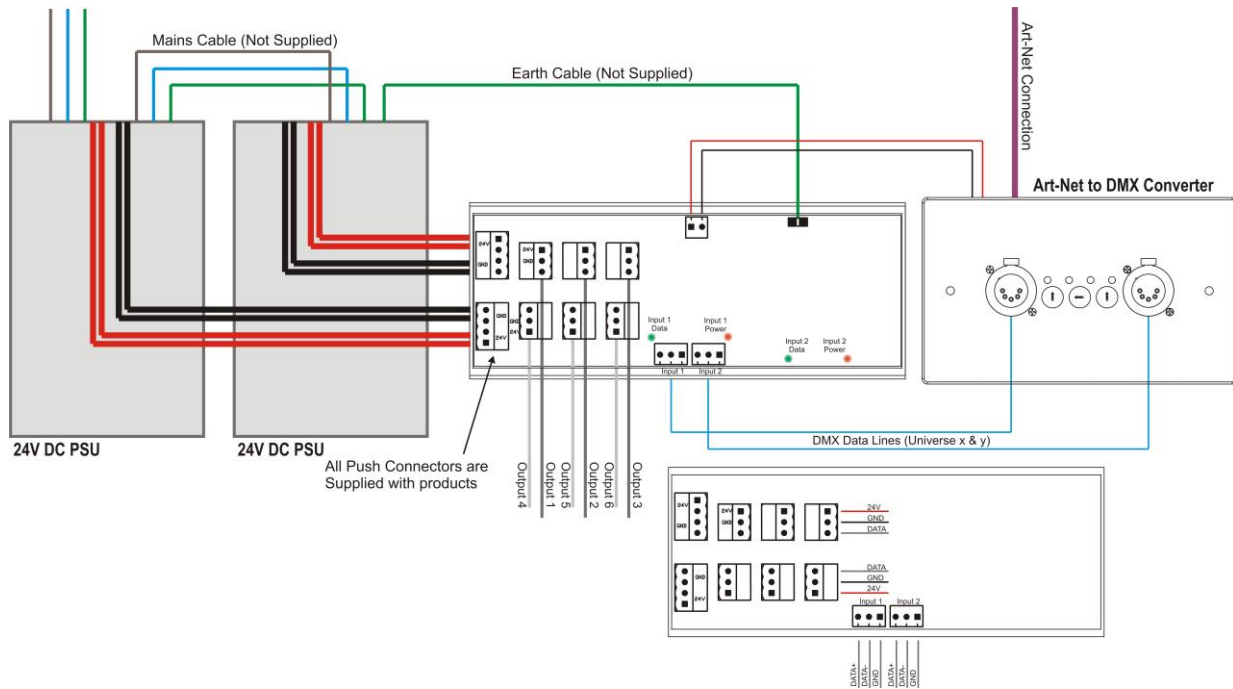 Mains Cable (Not Supplied)
Earth Cable (Not Supplied)
Art-Net Connection
Art-Net to DMX Converter
24V
GND
24V
GND
GND
24V
GND
24V
Input 1
Data
Input 1
Power
Input 2
Data
Input 2
Power
Input 1
Input 2
24V DC PSU
24V DC PSU
All Push Connectors are
Supplied with products
Output 4
Output 1
Output 5
Output 2
Output 6
Output 3
DMX Data Lines (Universe x & y)
24V
GND
24V
GND
24V
GND
DATA
GND
24V
DATA
GND
24V
Input 1
Input 2
DATA+
DATA-
GND
DATA+
DATA-
GND